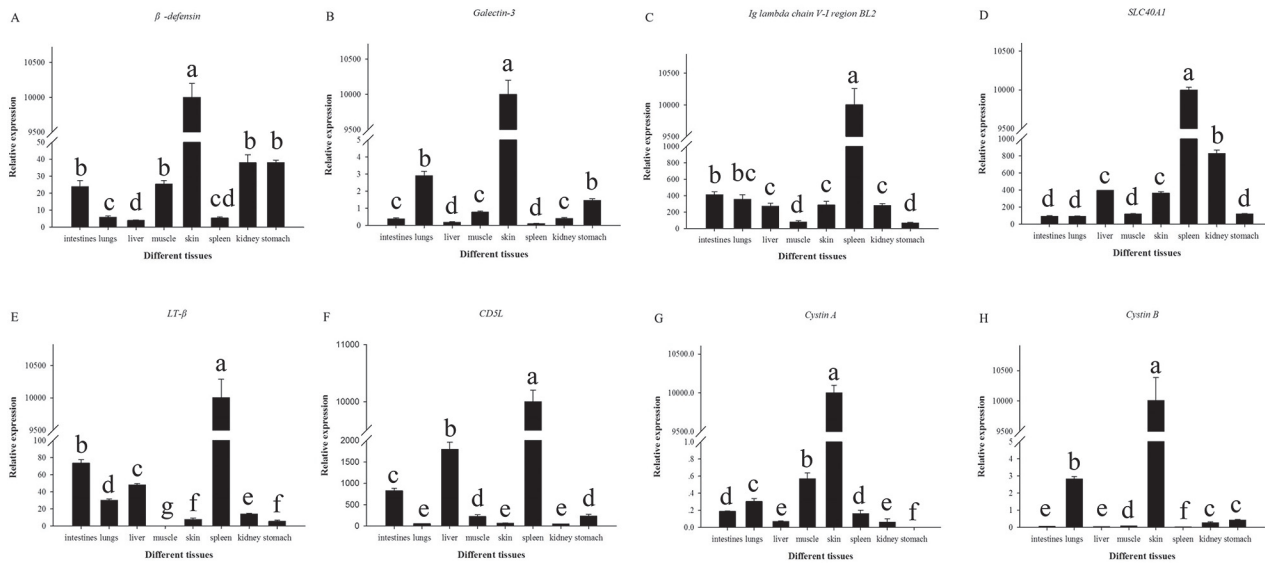 A
β -defensin
Relative expression
10500
10000
9500
50
40
30
20
10
0
b
c
d
b
a
cd
b
b
intestines lungs liver muscle skin spleen kidney stomach
Different tissues
B
Galectin-3
Relative expression
10500
10000
9500
5
4
3
2
1
0
c
b
d
c
a
d
c
b
intestines lungs liver muscle skin spleen kidney stomach
Different tissues
C
Ig lambda chain V-I region BL2
Relative expression
10500
10000
9500
1000
800
600
400
200
0
b
bc
c
d
c
a
c
d
intestines lungs liver muscle skin spleen kidney stomach
Different tissues
D
SLC40A1
Relative expression
10500
10000
9500
1000
800
600
400
200
0
d
d
c
d
c
a
b
d
intestines lungs liver muscle skin spleen kidney stomach
Different tissues
E
LT-β
Relative expression
10500
10000
9500
100
80
60
40
20
0
b
d
c
g
f
a
e
f
intestines lungs liver muscle skin spleen kidney stomach
Different tissues
F
CD5L
Relative expression
11000
10000
2000
1500
1000
500
0
c
e
b
d
e
a
e
d
intestines lungs liver muscle skin spleen kidney stomach
Different tissues
G
Cystin A
Relative expression
10500.0
10000.0
9500.0
1.0
.8
.6
.4
.2
0.0
d
c
e
b
a
d
e
f
intestines lungs liver muscle skin spleen kidney stomach
Different tissues
H
Cystin B
Relative expression
10500
10000
9500
5
4
3
2
1
0
e
b
e
d
a
f
c
c
intestines lungs liver muscle skin spleen kidney stomach
Different tissues